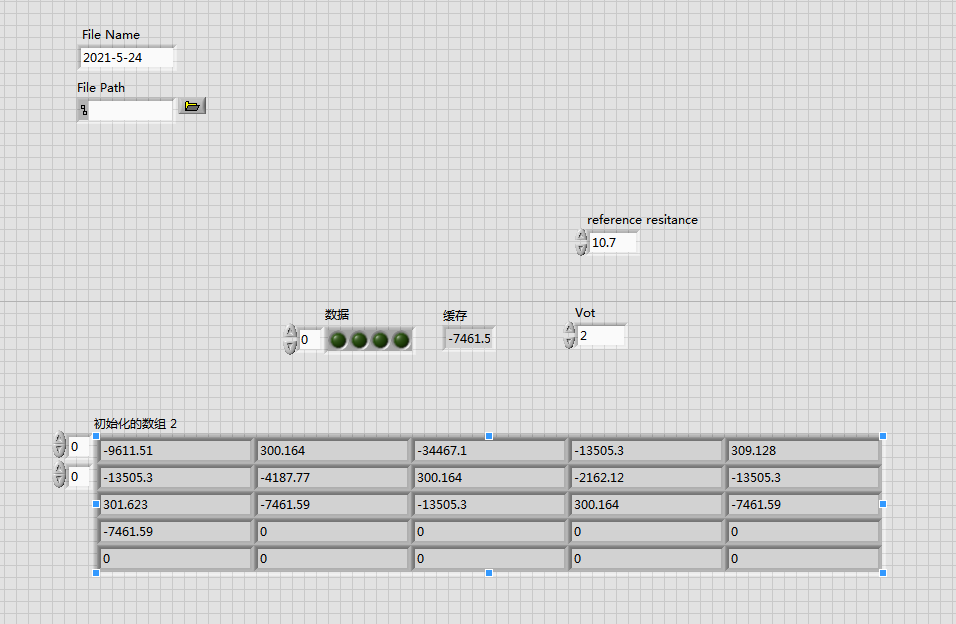 File Name
2021-5-24
File Path
reference resitance
10.7
数据
缓存
Vot
0
-7461.5
2
初始化的数组 2
0
-9611.51 300.164 -34467.1 -13505.3 309.128
0
-13505.3 -4187.77 300.164 -2162.12 -13505.3
301.623 -7461.59 -13505.3 300.164 -7461.59
-7461.59 0 0 0 0
0 0 0 0 0